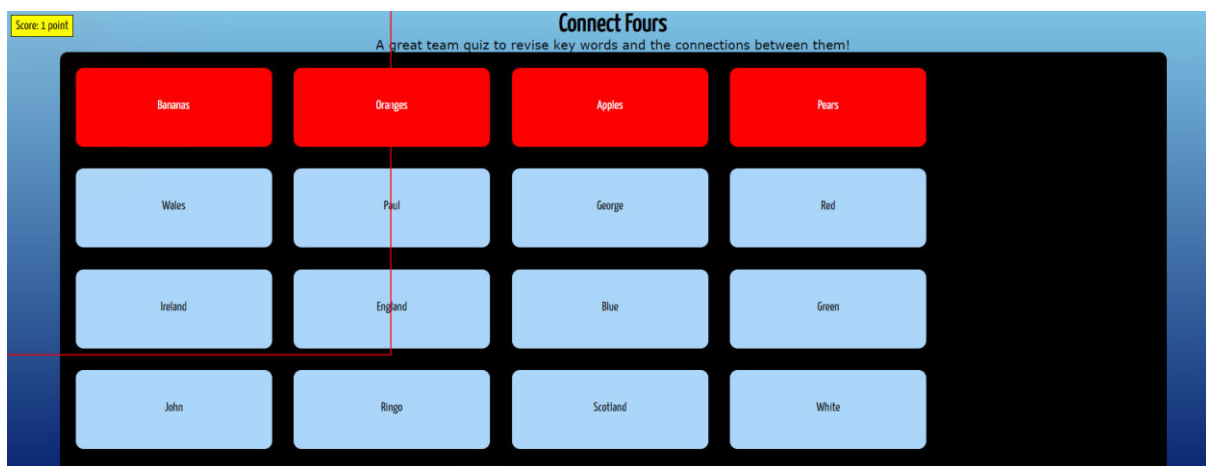 Score: 1 point
Connect Fours
A great team quiz to revise key words and the connections between them!
Bananas Oranges Apples Pears
Wales Paul George Red
Ireland England Blue Green
John Ringo Scotland White